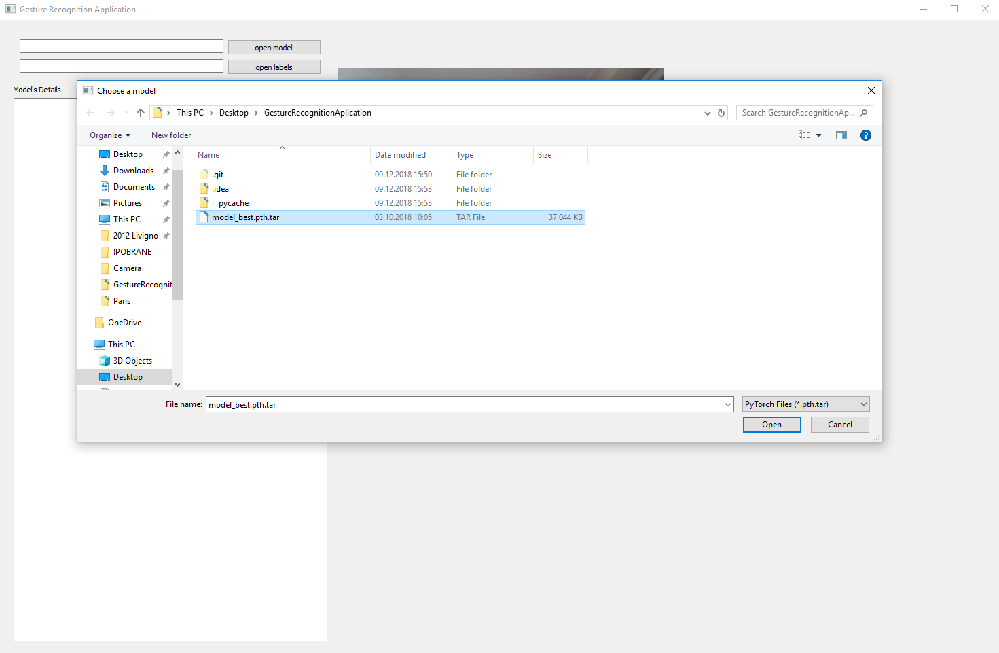 Gesture Recognition Application
open model
open labels
Model's Details
Choose a model
This PC > Desktop > GestureRecognitionAplication
Search GestureRecognitionAp...
Organize
New folder
Name Date modified Type Size
.git 09.12.2018 15:50 File folder
.idea 09.12.2018 15:53 File folder
__pycache__ 09.12.2018 15:53 File folder
model_best.pth.tar 03.10.2018 10:05 TAR File 37 044 KB
Desktop
Downloads
Documents
Pictures
This PC
2012 Livigno
!POBRANE
Camera
GestureRecognit
Paris
OneDrive
This PC
3D Objects
Desktop
File name: model_best.pth.tar
PyTorch Files (*.pth.tar)
Open
Cancel